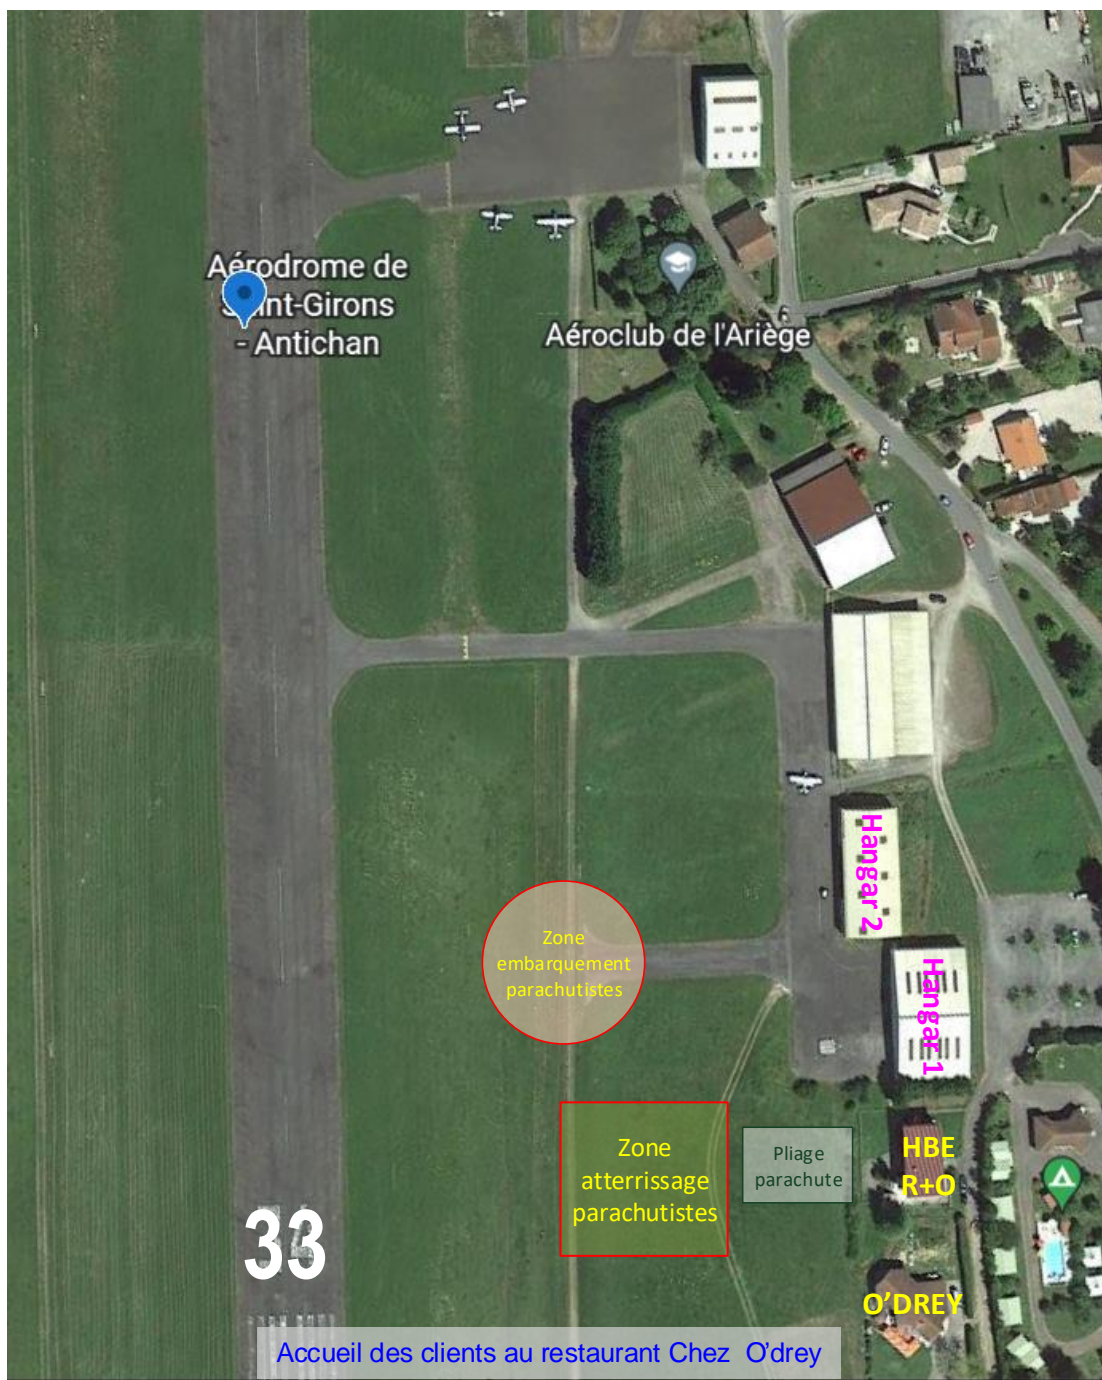 Aérodrome de
Saint-Girons
- Antichan
Aéroclub de l'Ariège
Hangar 2
Hangar 1
Zone
embarquement
parachutistes
Zone
atterrissage
parachutistes
Pliage
parachute
HBE
R+O
33
O'DREY
Accueil des clients au restaurant Chez O'drey